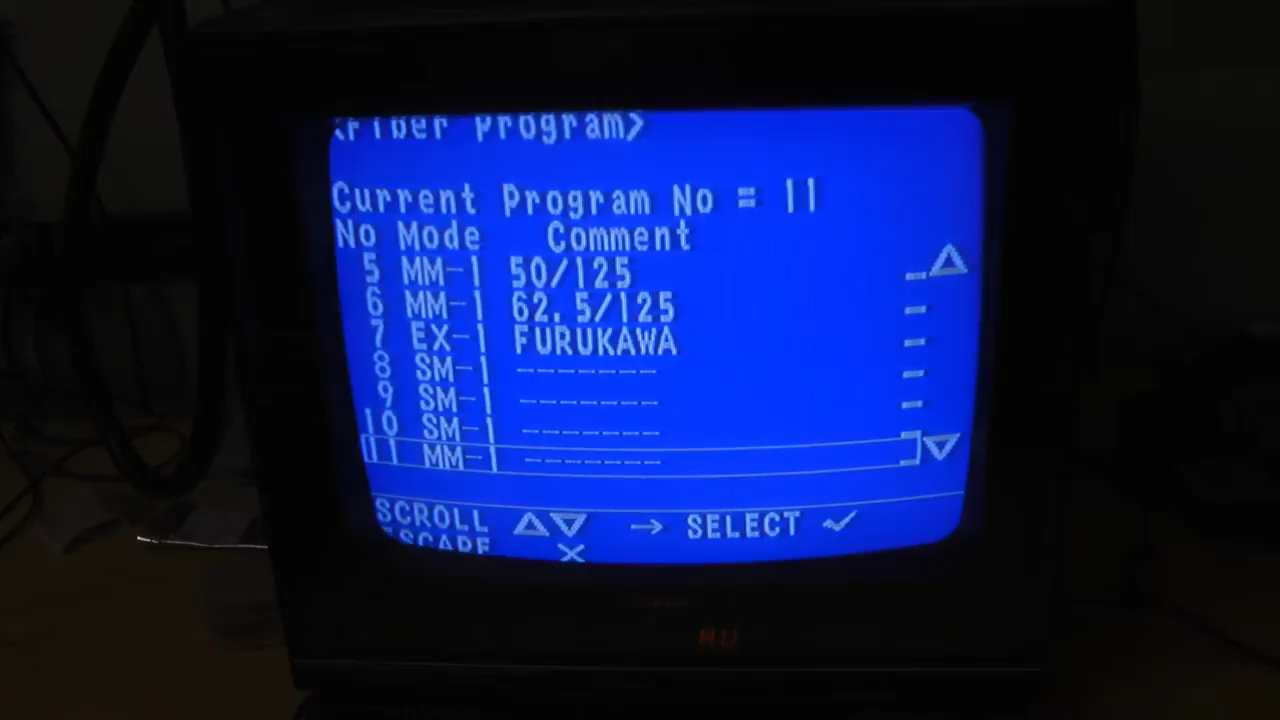 <Fiber Program>
Current Program No = 11
No Mode Comment
5 MM-1 50/125
6 MM-1 62.5/125
7 EX-1 FURUKAWA
8 SM-1 -------
9 SM-1 -------
10 SM-1 -------
11 MM-1 -------
SCROLL △▽ → SELECT ✓
ESCAPE ×
AV